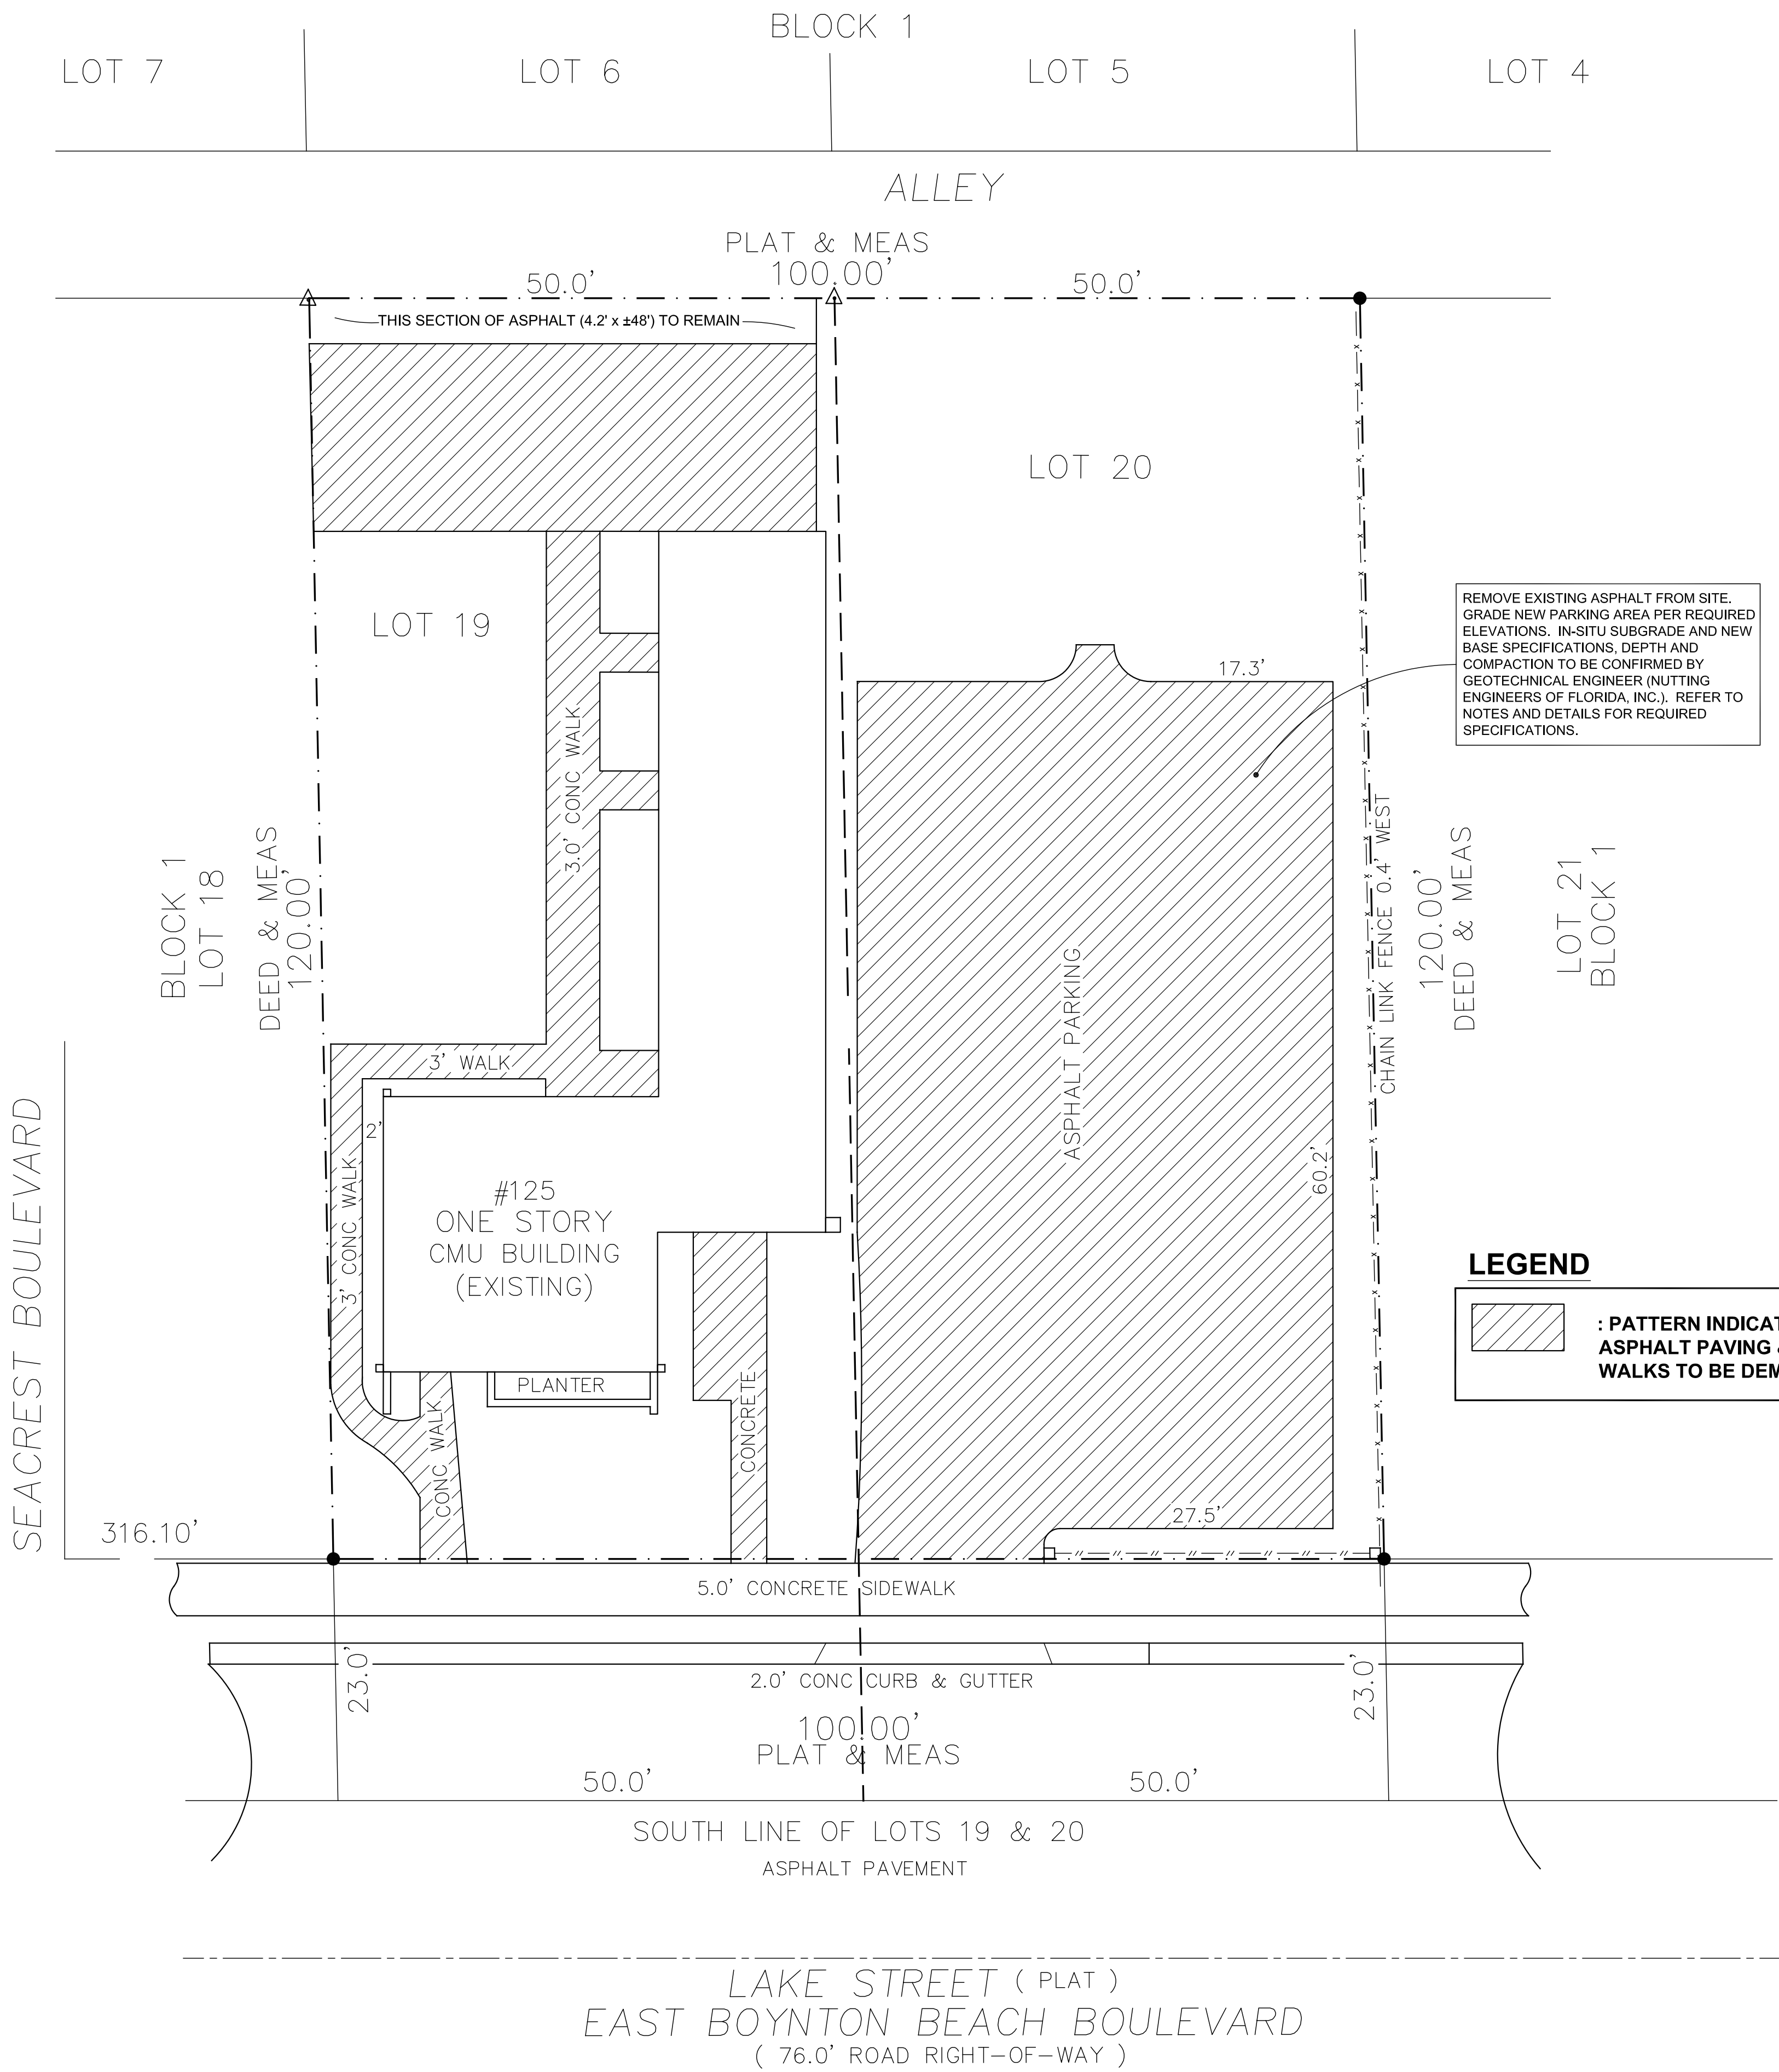 BLOCK 1
LOT 7
LOT 6
LOT 5
LOT 4
ALLEY
PLAT & MEAS
100.00'
50.0'
50.0'
THIS SECTION OF ASPHALT (4.2' x ±48') TO REMAIN
LOT 20
LOT 19
REMOVE EXISTING ASPHALT FROM SITE.
GRADE NEW PARKING AREA PER REQUIRED
ELEVATIONS. IN-SITU SUBGRADE AND NEW
BASE SPECIFICATIONS, DEPTH AND
COMPACTION TO BE CONFIRMED BY
GEOTECHNICAL ENGINEER (NUTTING
ENGINEERS OF FLORIDA, INC.). REFER TO
NOTES AND DETAILS FOR REQUIRED
SPECIFICATIONS.
17.3'
3.0' CONC WALK
BLOCK 1
LOT 18
DEED & MEAS
120.00'
ASPHALT PARKING
CHAIN LINK FENCE 0.4' WEST
120.00'
DEED & MEAS
LOT 21
BLOCK 1
3' WALK
2'
3' CONC WALK
#125
ONE STORY
CMU BUILDING
(EXISTING)
60.2'
SEACREST BOULEVARD
LEGEND
: PATTERN INDICAT
ASPHALT PAVING
WALKS TO BE DEM
PLANTER
CONC WALK
CONCRETE
27.5'
316.10'
5.0' CONCRETE SIDEWALK
23.0'
23.0'
2.0' CONC CURB & GUTTER
100.00'
PLAT & MEAS
50.0'
50.0'
SOUTH LINE OF LOTS 19 & 20
ASPHALT PAVEMENT
LAKE STREET ( PLAT )
EAST BOYNTON BEACH BOULEVARD
( 76.0' ROAD RIGHT-OF-WAY )